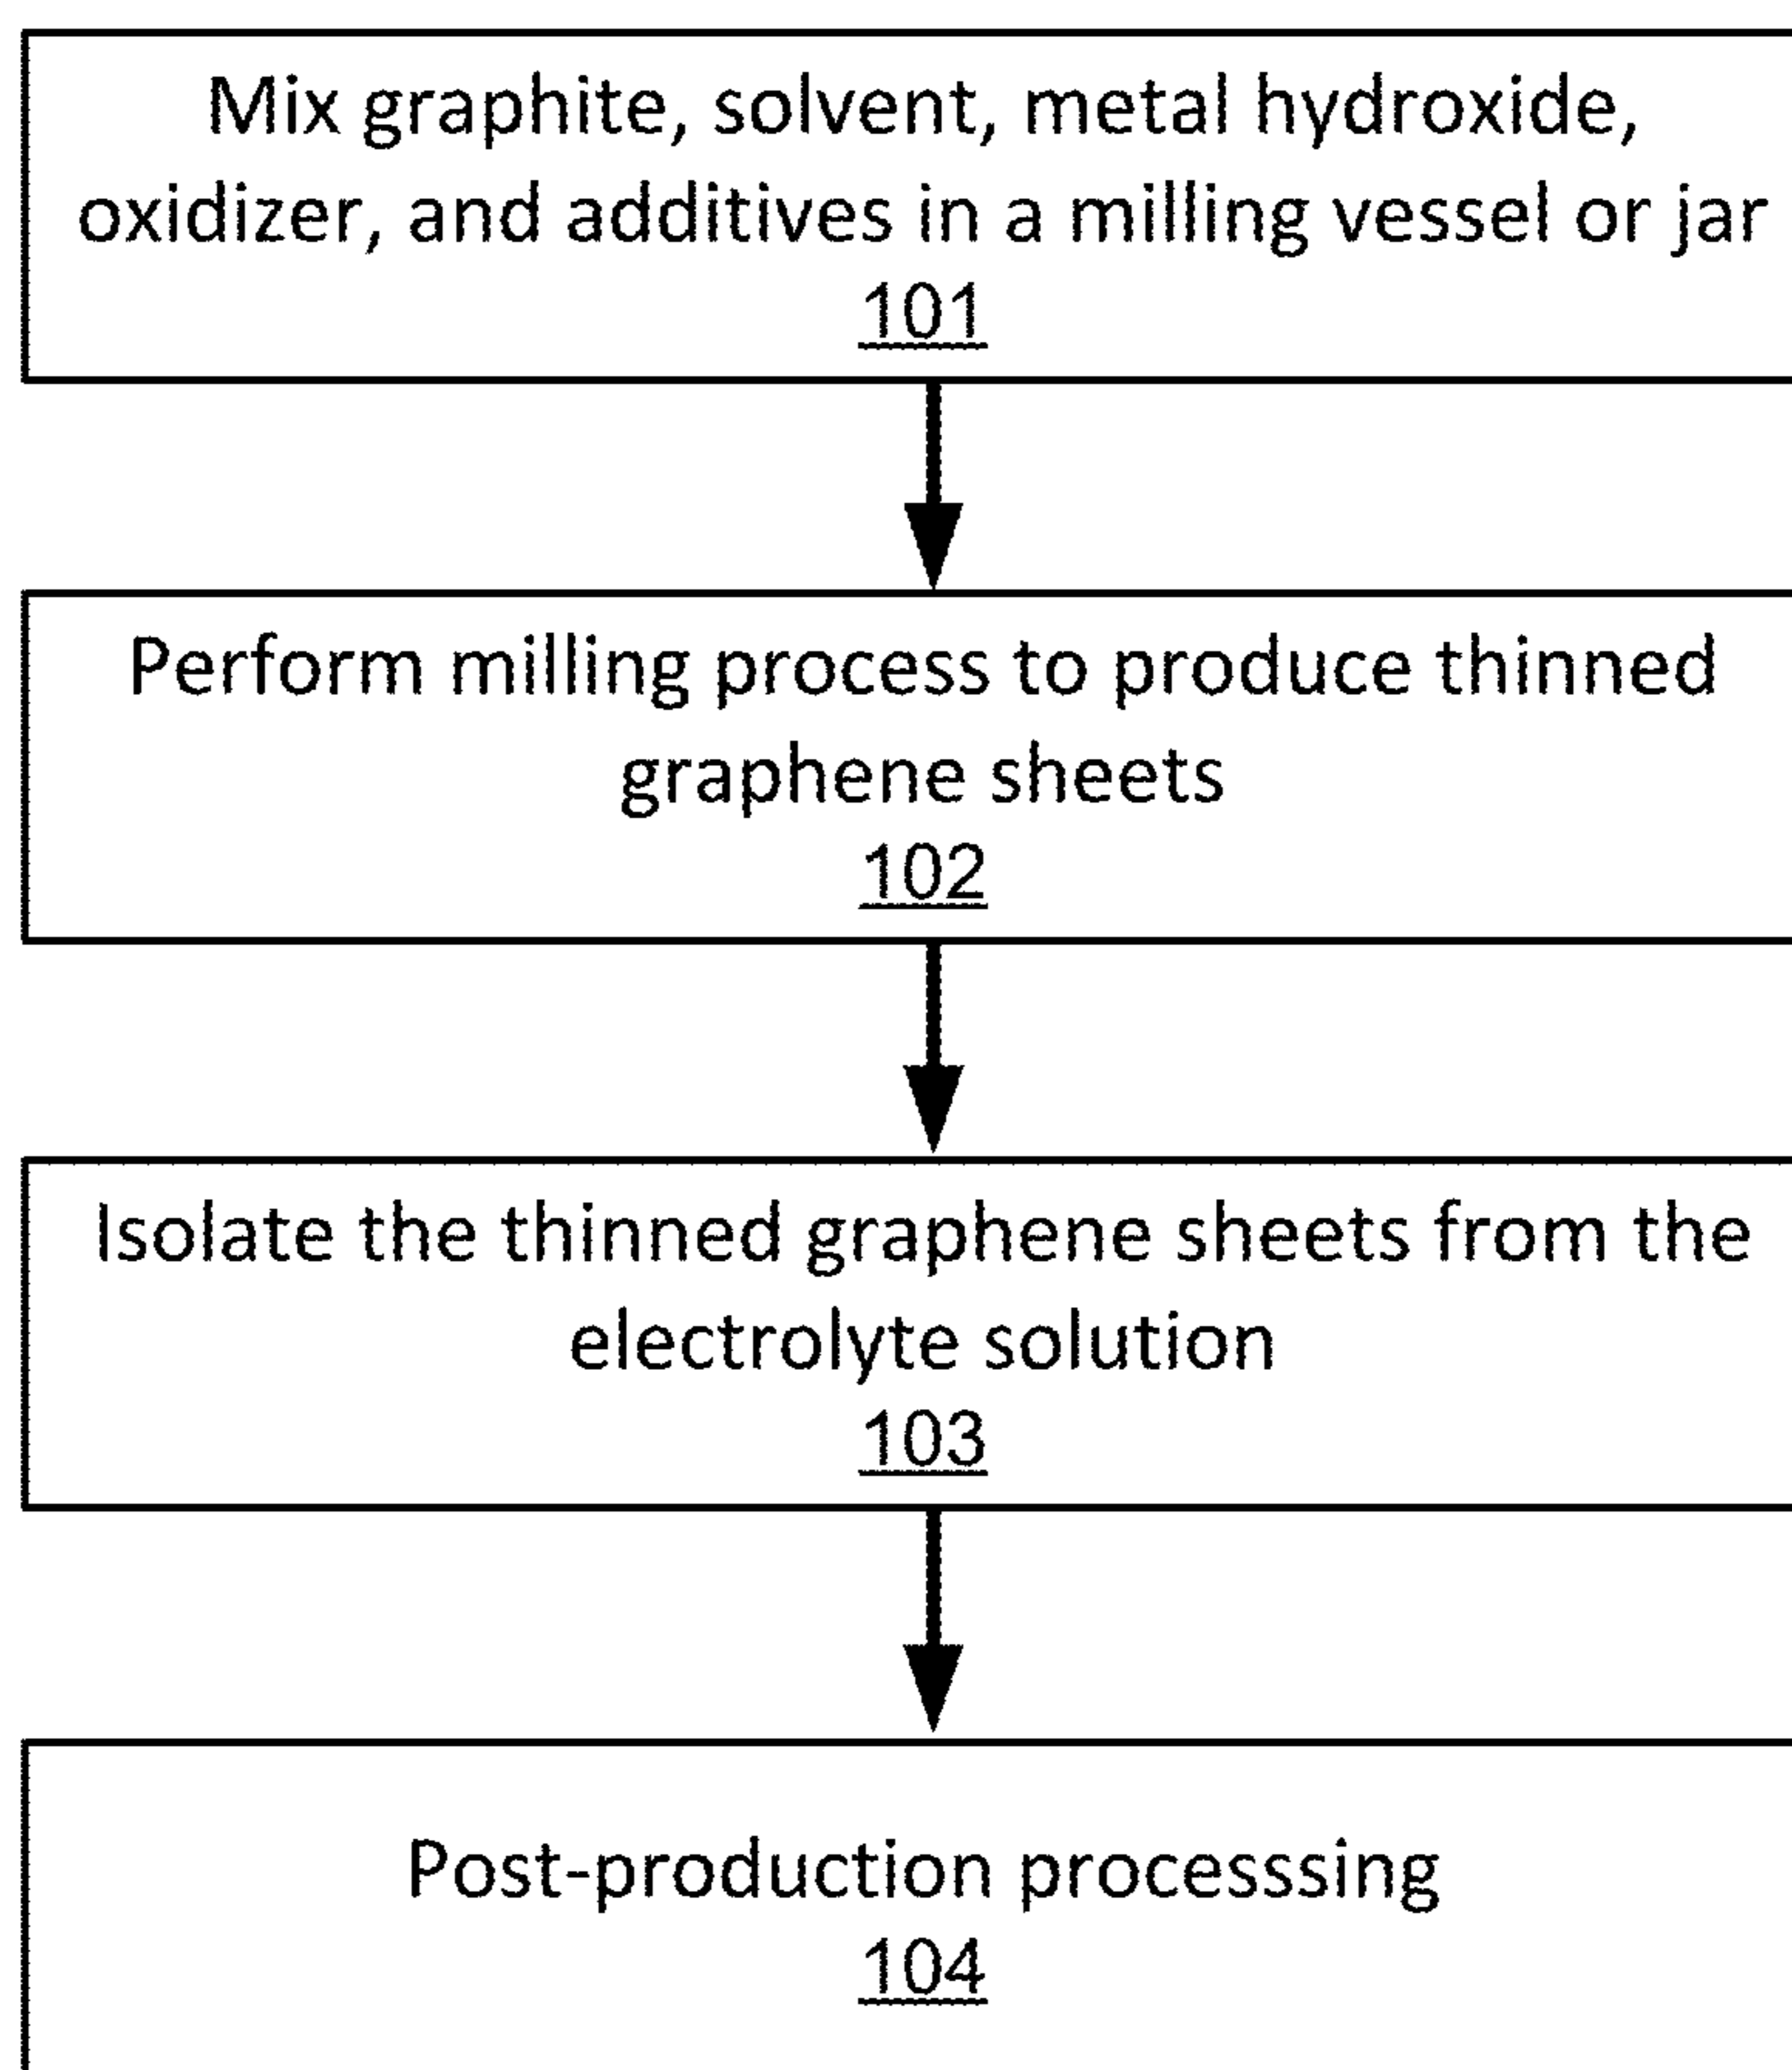 Mix graphite, solvent, metal hydroxide,
oxidizer, and additives in a milling vessel or jar
101
Perform milling process to produce thinned
graphene sheets
102
Isolate the thinned graphene sheets from the
electrolyte solution
103
Post-production processsing
104